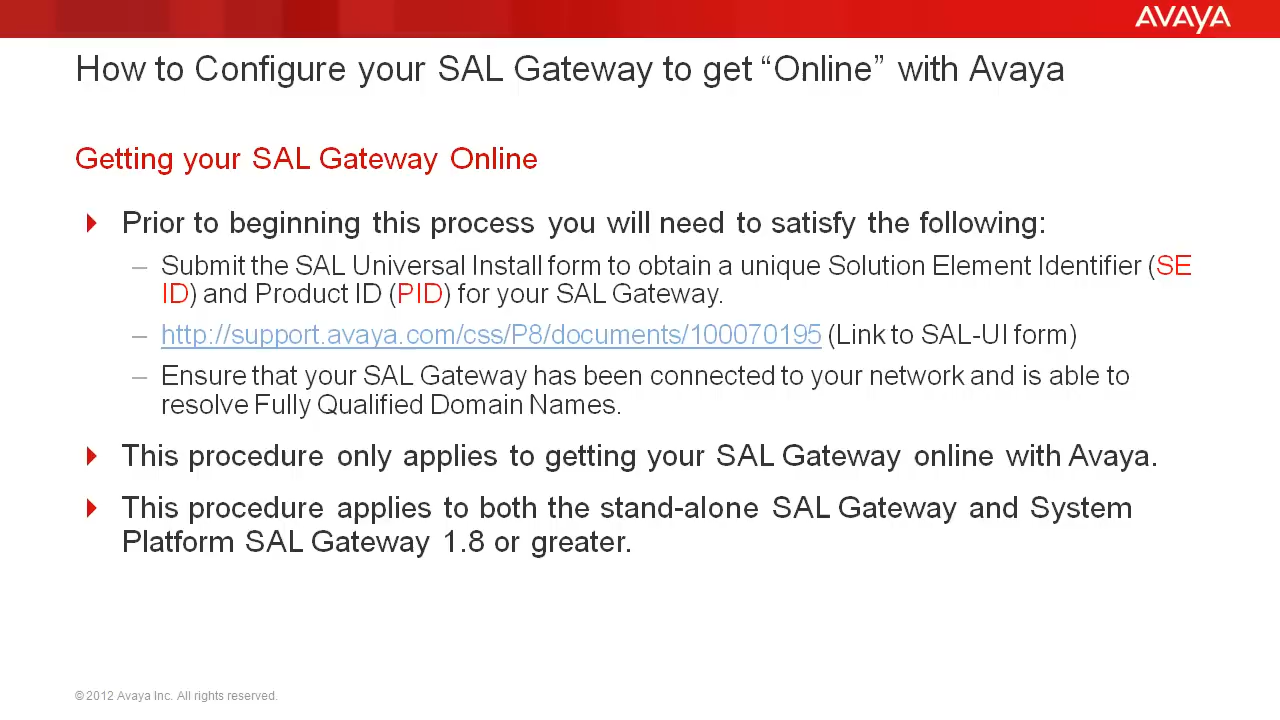 AVAYA
How to Configure your SAL Gateway to get “Online” with Avaya
Getting your SAL Gateway Online
Prior to beginning this process you will need to satisfy the following:
– Submit the SAL Universal Install form to obtain a unique Solution Element Identifier (SE
ID) and Product ID (PID) for your SAL Gateway.
– http://support.avaya.com/css/P8/documents/100070195 (Link to SAL-UI form)
– Ensure that your SAL Gateway has been connected to your network and is able to
resolve Fully Qualified Domain Names.
This procedure only applies to getting your SAL Gateway online with Avaya.
This procedure applies to both the stand-alone SAL Gateway and System
Platform SAL Gateway 1.8 or greater.
© 2012 Avaya Inc. All rights reserved.